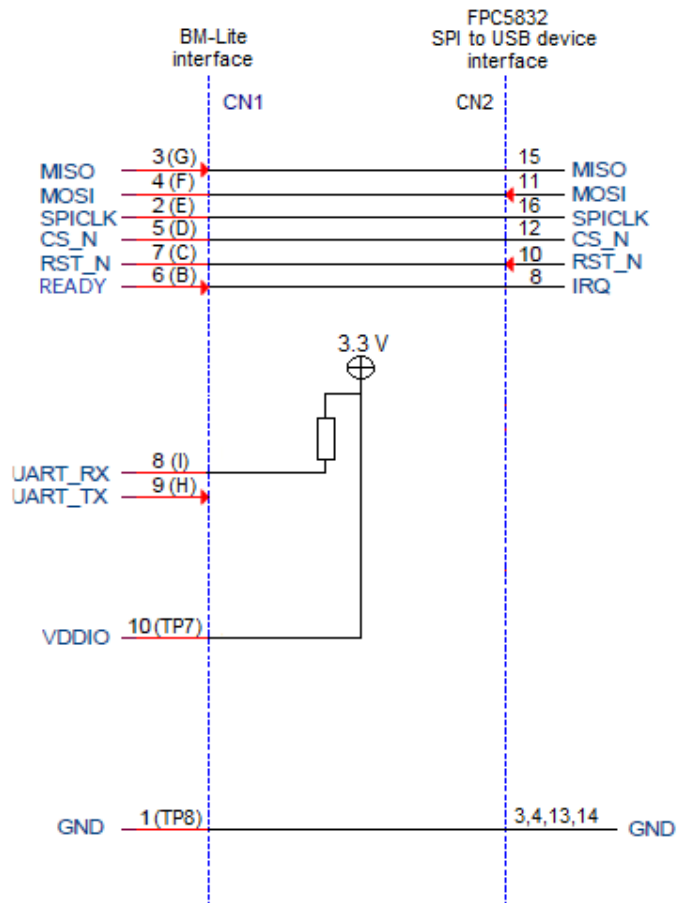 BM-Lite
interface
FPC5832
SPI to USB device
interface
CN1
CN2
MISO 3 (G) 15 MISO
MOSI 4 (F) 11 MOSI
SPICLK 2 (E) 16 SPICLK
CS_N 5 (D) 12 CS_N
RST_N 7 (C) 10 RST_N
READY 6 (B) 8 IRQ
3.3 V
UART_RX 8 (I)
UART_TX 9 (H)
VDDIO 10 (TP7)
GND 1 (TP8) 3,4,13,14 GND